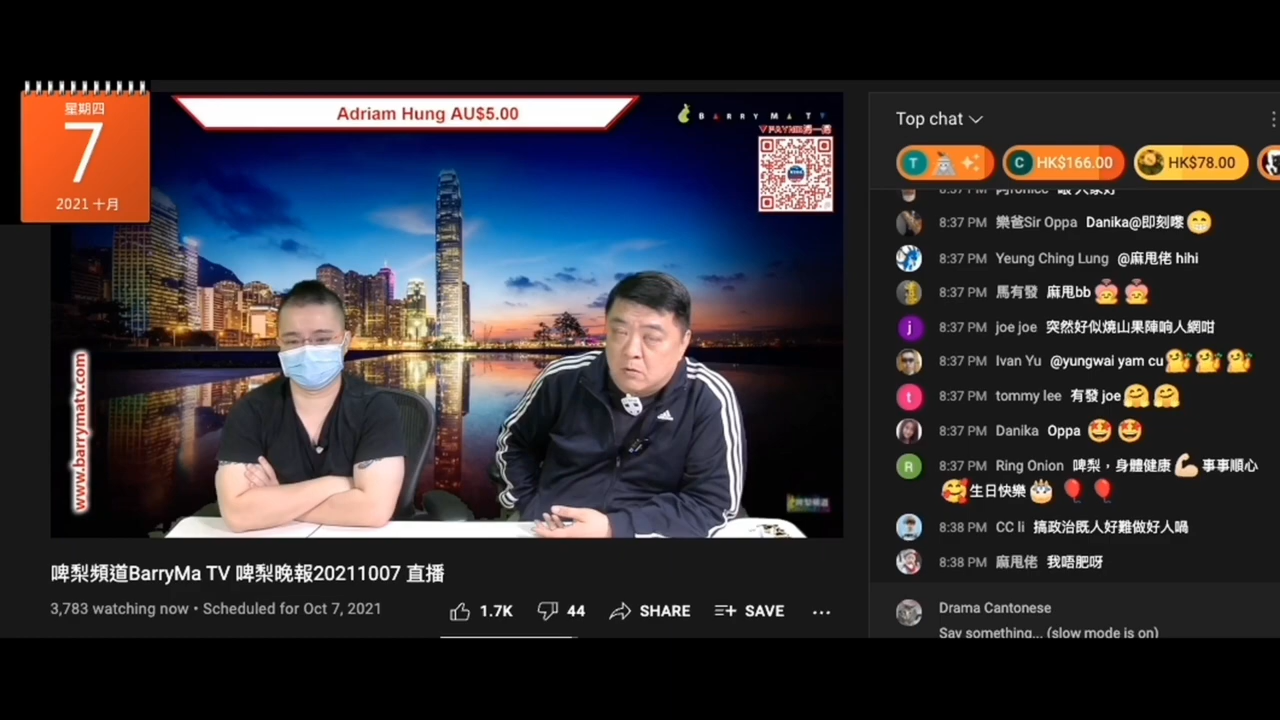 星期四
7
2021 十月
Adriam Hung AU$5.00
BARRYMATV
www.barrymatv.com
啤梨頻道
啤梨頻道BarryMa TV 啤梨晚報20211007 直播
3,783 watching now • Scheduled for Oct 7, 2021
1.7K 44 SHARE SAVE
Top chat
T C HK$166.00 HK$78.00
8:37 PM
8:37 PM 樂爸Sir Oppa Danika@即刻嚟
8:37 PM Yeung Ching Lung @麻甩佬 hihi
8:37 PM 馬有發 麻甩bb
j 8:37 PM joe joe 突然好似燒山果陣响人網咁
8:37 PM Ivan Yu @yungwai yam cu
t 8:37 PM tommy lee 有發 joe
8:37 PM Danika Oppa
R 8:37 PM Ring Onion 啤梨，身體健康 事事順心
生日快樂
8:38 PM CC li 搞政治既人好難做好人喎
8:38 PM 麻甩佬 我唔肥呀
Drama Cantonese
Say something... (slow mode is on)